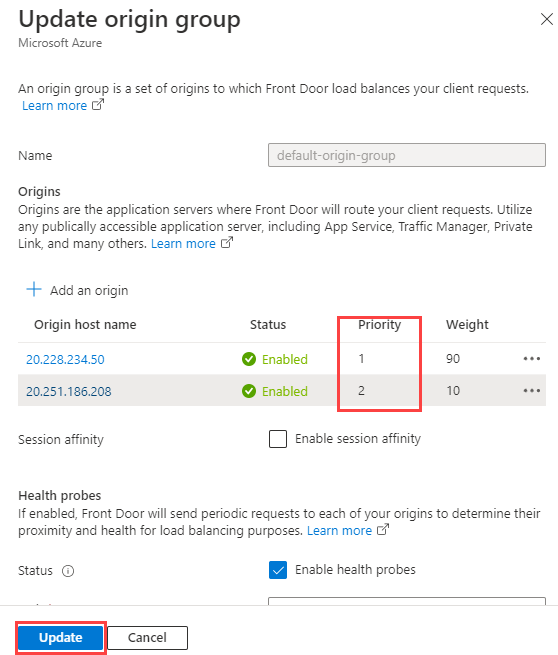 Update origin group
Microsoft Azure
An origin group is a set of origins to which Front Door load balances your client requests.
Learn more
Name
default-origin-group
Origins
Origins are the application servers where Front Door will route your client requests. Utilize
any publically accessible application server, including App Service, Traffic Manager, Private
Link, and many others. Learn more
Add an origin
Origin host name Status Priority Weight
20.228.234.50 Enabled 1 90
20.251.186.208 Enabled 2 10
Session affinity Enable session affinity
Health probes
If enabled, Front Door will send periodic requests to each of your origins to determine their
proximity and health for load balancing purposes. Learn more
Status Enable health probes
Update Cancel